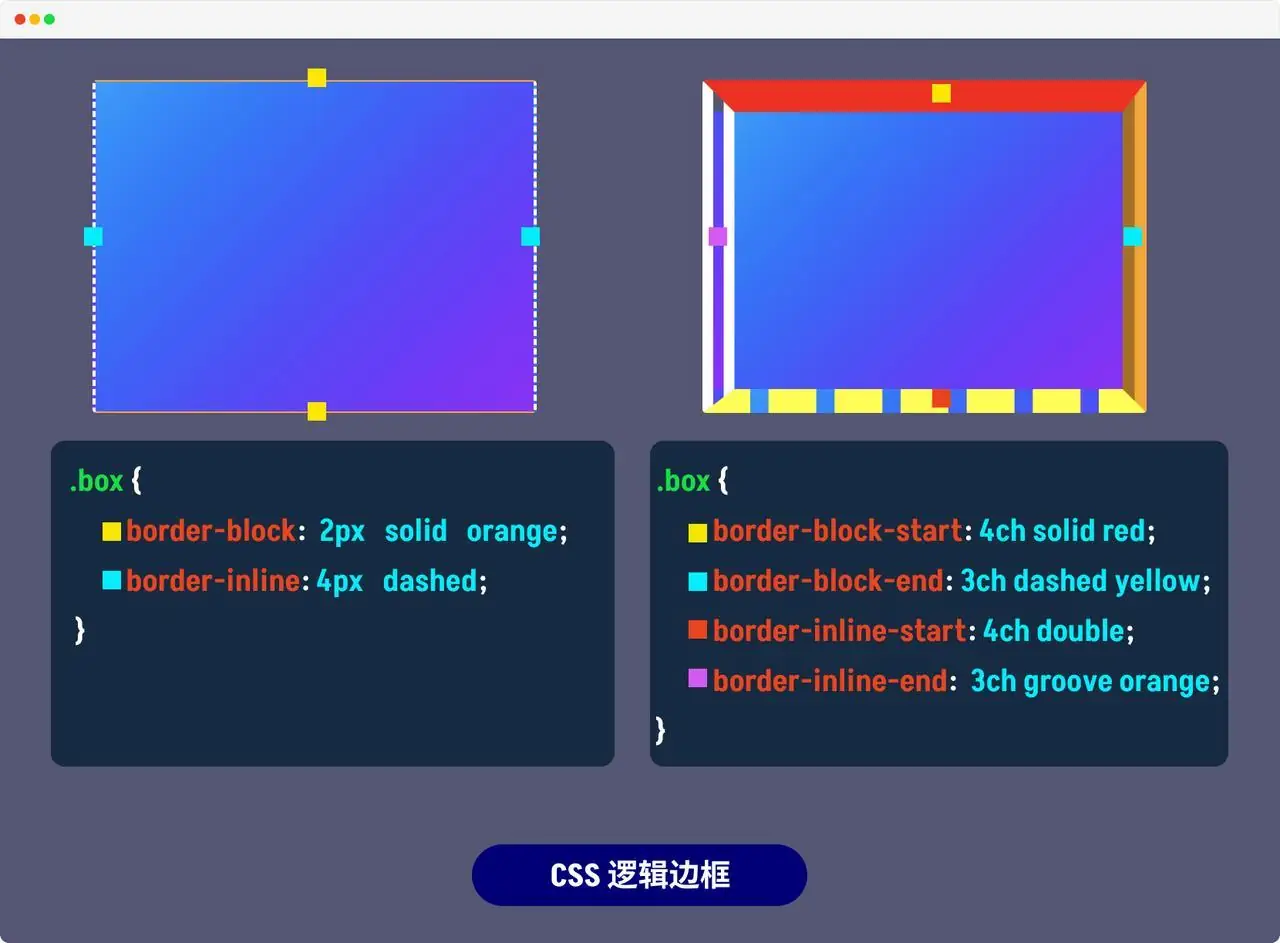 .box {
border-block: 2px solid orange;
border-inline: 4px dashed;
}
.box {
border-block-start: 4ch solid red;
border-block-end: 3ch dashed yellow;
border-inline-start: 4ch double;
border-inline-end: 3ch groove orange;
}
CSS 逻辑边框